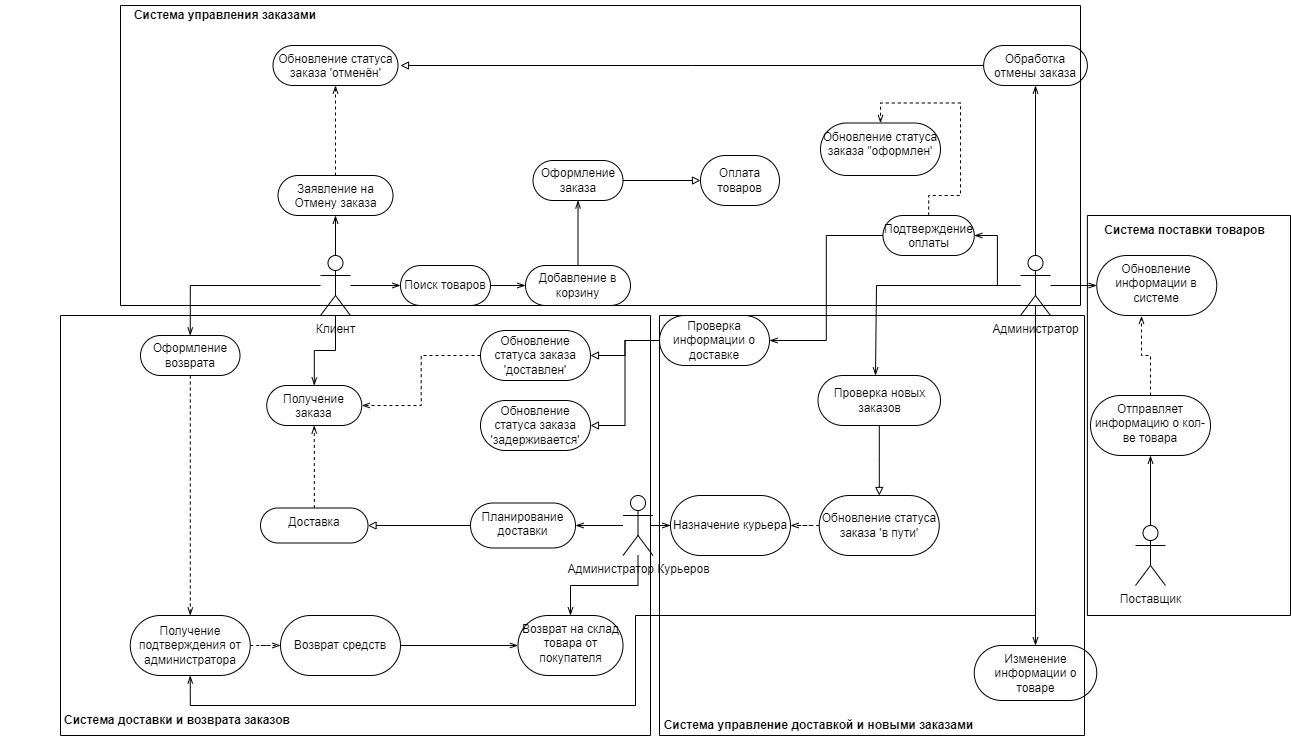 Система управления заказами
Обновление статуса
заказа 'отменён'
Обработка
отмены заказа
Обновление статуса
заказа "оформлен'
Оформление
заказа
Оплата
товаров
Заявление на
Отмену заказа
Подтверждение
оплаты
Система поставки товаров
Поиск товаров
Добавление в
корзину
Обновление
информации в
системе
Клиент
Администратор
Оформление
возврата
Обновление
статуса заказа
'доставлен'
Проверка
информации о
доставке
Получение
заказа
Обновление
статуса заказа
'задерживается'
Проверка новых
заказов
Отправляет
информацию о кол-
ве товара
Доставка
Планирование
доставки
Назначение курьера
Обновление статуса
заказа 'в пути'
Администратор Курьеров
Поставщик
Получение
подтверждения от
администратора
Возврат средств
Возврат на склад
товара от
покупателя
Изменение
информации о
товаре
Система доставки и возврата заказов
Система управление доставкой и новыми заказами